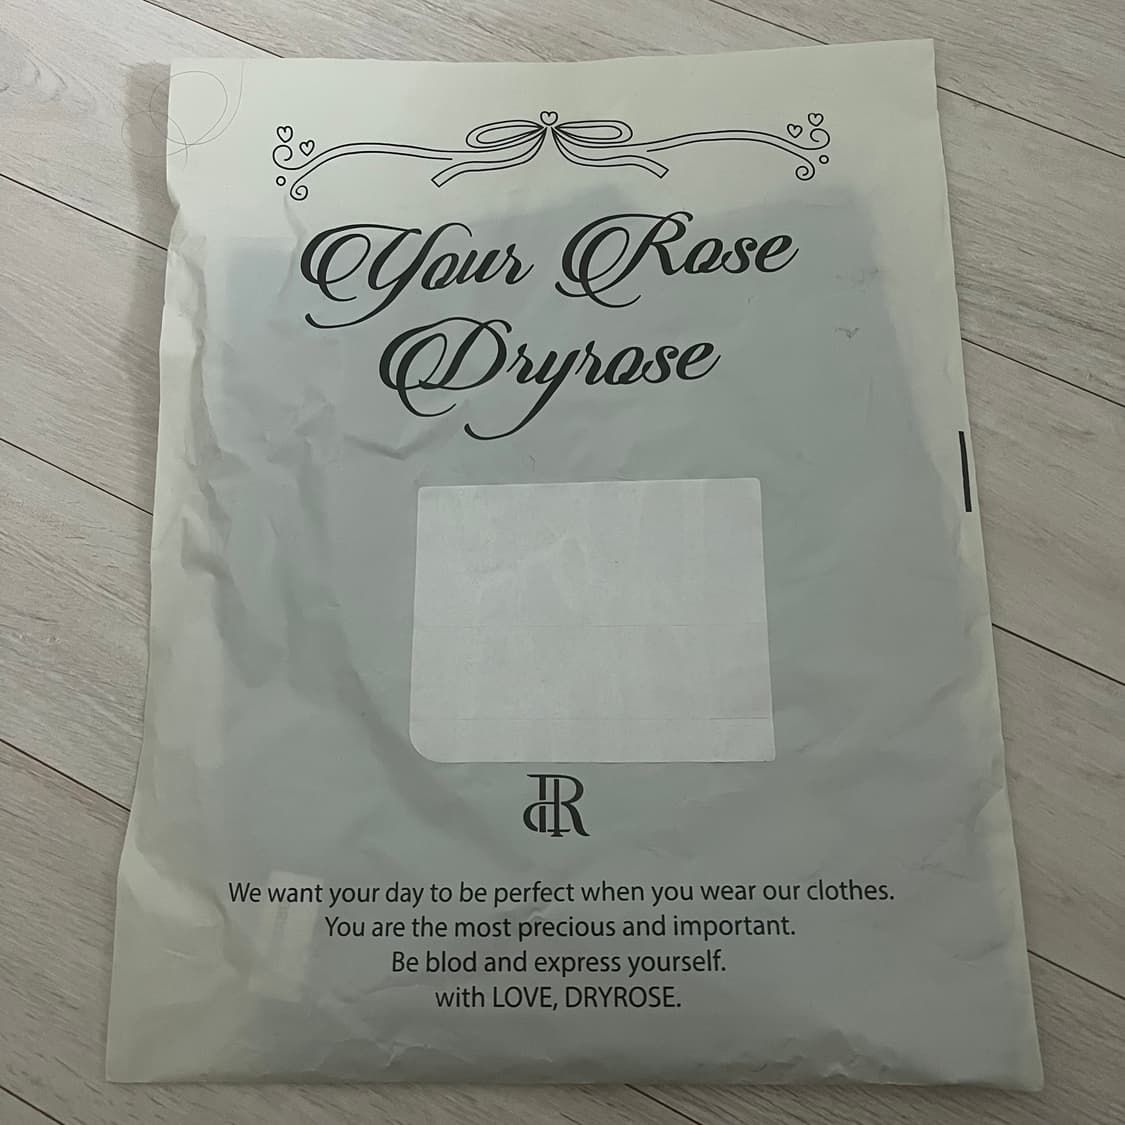 Your Rose
Dryrose
We want your day to be perfect when you wear our clothes.
You are the most precious and important.
Be blod and express yourself.
with LOVE, DRYROSE.